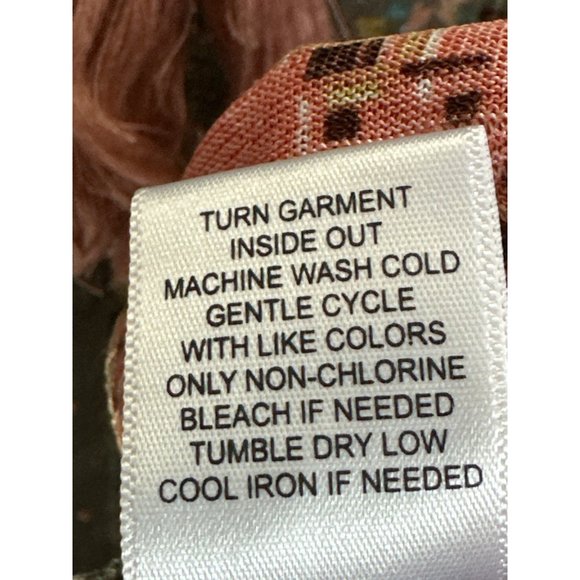 TURN GARMENT
INSIDE OUT
MACHINE WASH COLD
GENTLE CYCLE
WITH LIKE COLORS
ONLY NON-CHLORINE
BLEACH IF NEEDED
TUMBLE DRY LOW
COOL IRON IF NEEDED